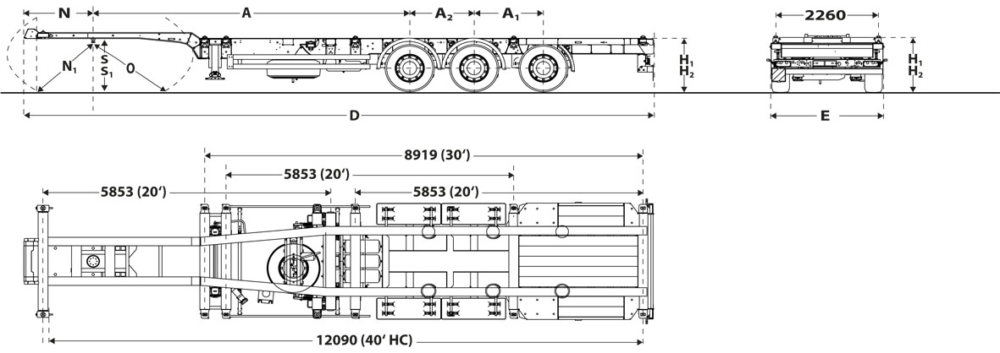 N
A
A₂
A₁
2260
N₁
S
S₁
O
H₁
H₂
H₁
H₂
D
E
8919 (30‘)
5853 (20‘)
5853 (20‘)
5853 (20‘)
12090 (40‘ HC)